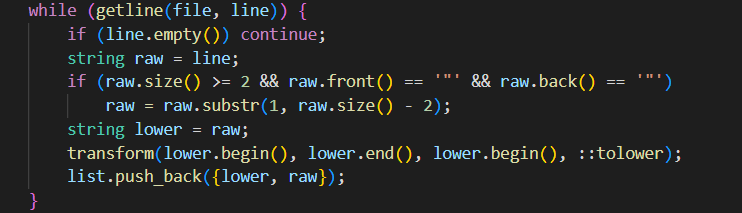 while (getline(file, line)) {
    if (line.empty()) continue;
    string raw = line;
    if (raw.size() >= 2 && raw.front() == '"' && raw.back() == '"')
        raw = raw.substr(1, raw.size() - 2);
    string lower = raw;
    transform(lower.begin(), lower.end(), lower.begin(), ::tolower);
    list.push_back({lower, raw});
}